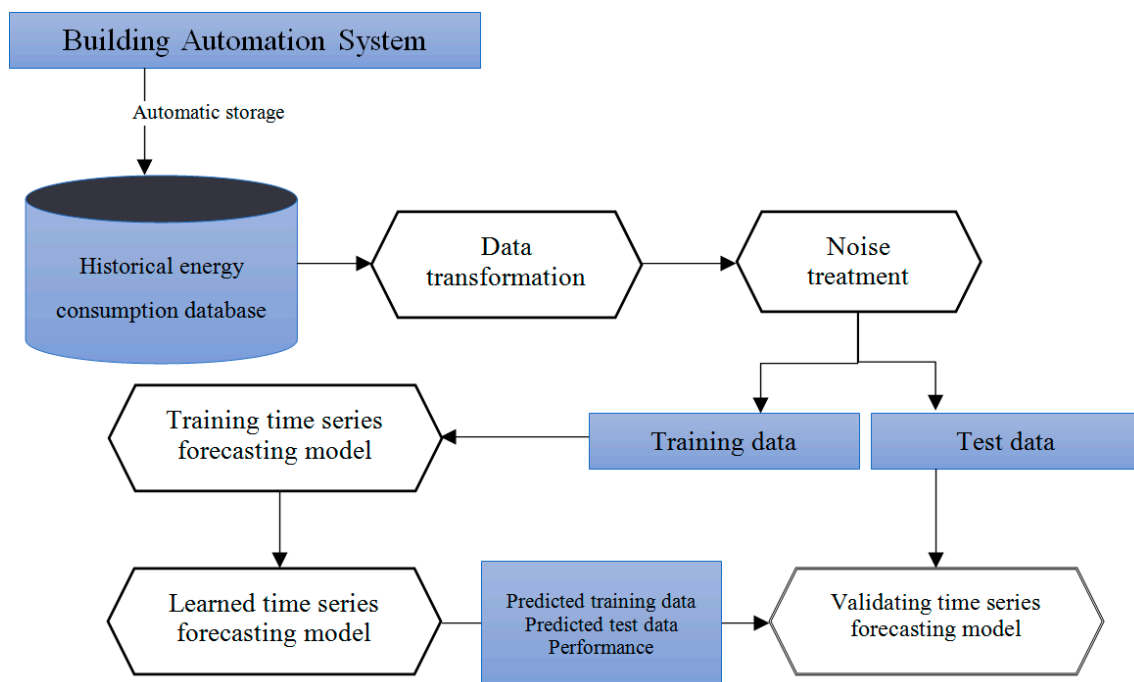 Building Automation System
Automatic storage
Historical energy
consumption database
Data
transformation
Noise
treatment
Training time series
forecasting model
Training data
Test data
Learned time series
forecasting model
Predicted training data
Predicted test data
Performance
Validating time series
forecasting model